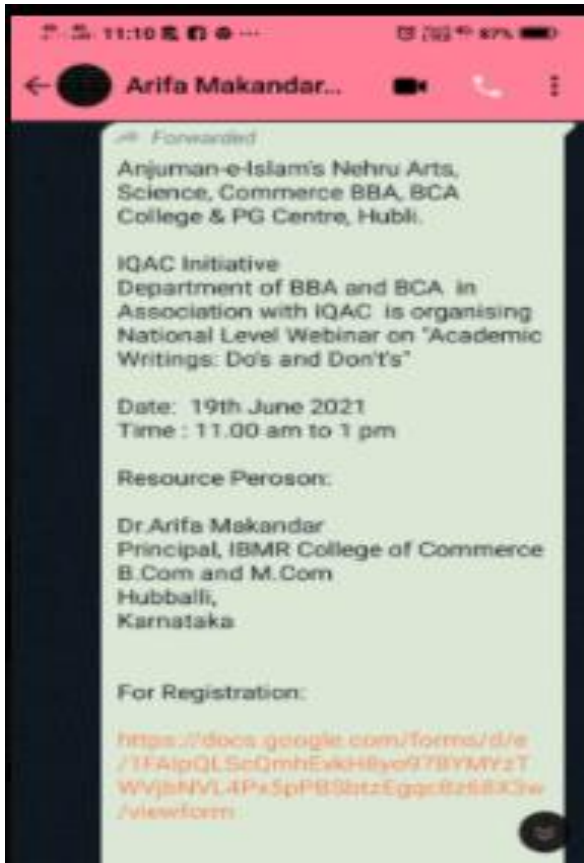 11:10
87%
Arifa Makandar...
Forwarded
Anjuman-e-Islam's Nehru Arts,
Science, Commerce BBA, BCA
College & PG Centre, Hubli.
IQAC Initiative
Department of BBA and BCA in
Association with IQAC is organising
National Level Webinar on "Academic
Writings: Do's and Don't's"
Date: 19th June 2021
Time : 11.00 am to 1 pm
Resource Peroson:
Dr.Arifa Makandar
Principal, IBMR College of Commerce
B.Com and M.Com
Hubballi,
Karnataka
For Registration:
https://docs.google.com/forms/d/e
/viewform